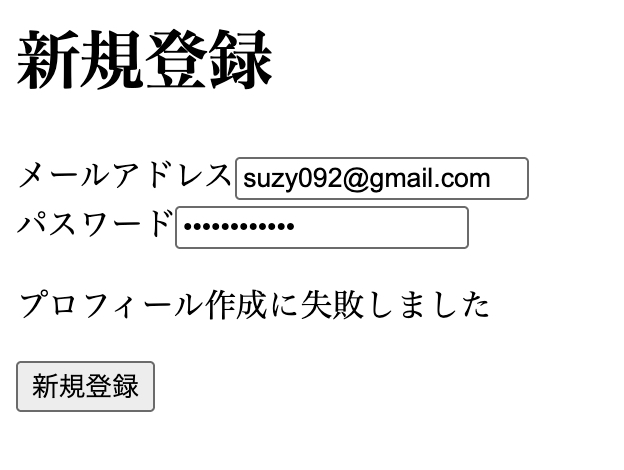 新規登録
メールアドレス suzy092@gmail.com
パスワード ••••••••••••
プロフィール作成に失敗しました
新規登録